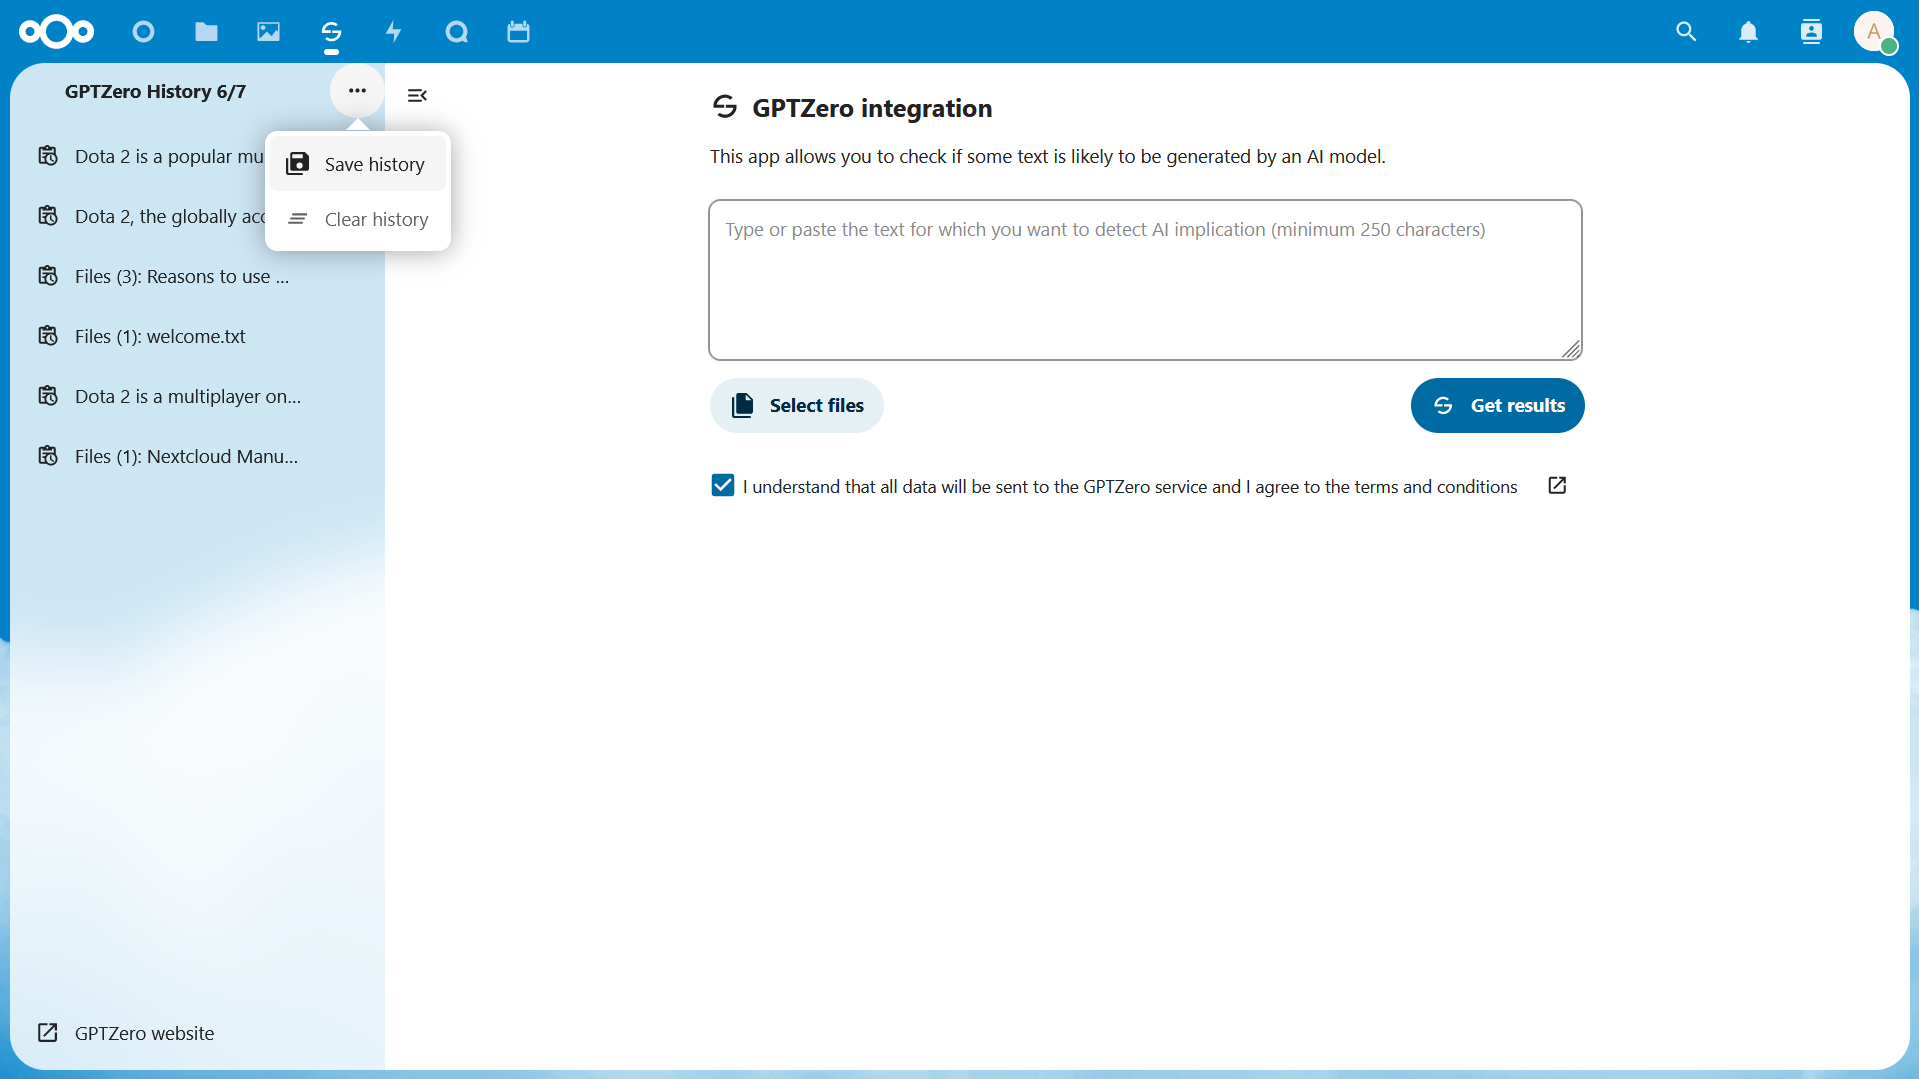 A
GPTZero History 6/7
Dota 2 is a popular mu
Dota 2, the globally acc
Files (3): Reasons to use ...
Files (1): welcome.txt
Dota 2 is a multiplayer on...
Files (1): Nextcloud Manu...
GPTZero website
Save history
Clear history
GPTZero integration
This app allows you to check if some text is likely to be generated by an AI model.
Type or paste the text for which you want to detect AI implication (minimum 250 characters)
Select files
Get results
I understand that all data will be sent to the GPTZero service and I agree to the terms and conditions